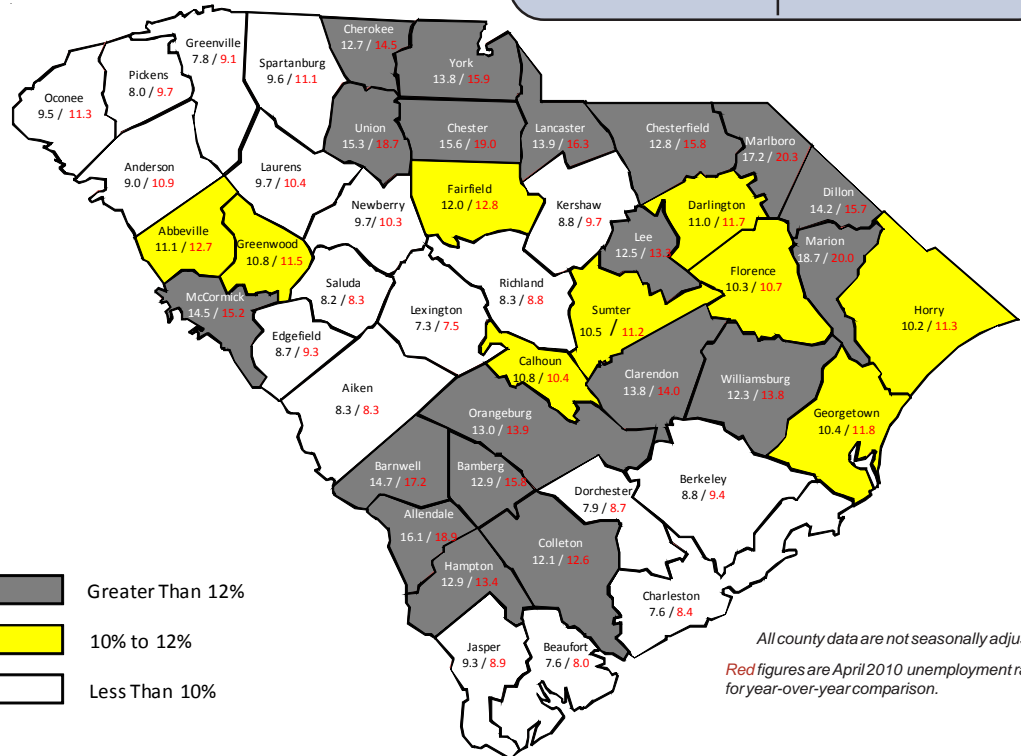 Cherokee
12.7 / 14.5
Greenville
7.8 / 9.1
York
13.8 / 15.9
Spartanburg
9.6 / 11.1
Pickens
8.0 / 9.7
Oconee
9.5 / 11.3
Union
15.3 / 18.7
Chester
15.6 / 19.0
Lancaster
13.9 / 16.3
Chesterfield
12.8 / 15.8
Marlboro
17.2 / 20.3
Anderson
9.0 / 10.9
Laurens
9.7 / 10.4
Dillon
14.2 / 15.7
Fairfield
12.0 / 12.8
Newberry
9.7/ 10.3
Kershaw
8.8 / 9.7
Darlington
11.0 / 11.7
Abbeville
11.1 / 12.7
Greenwood
10.8 / 11.5
Lee
12.5 /
Marion
18.7 / 20.0
Florence
10.3 / 10.7
Saluda
8.2 / 8.3
Richland
8.3 / 8.8
McCormick
14.5 / 15.2
Lexington
7.3 / 7.5
Sumter
10.5 / 11.2
Horry
10.2 / 11.3
Edgefield
8.7 / 9.3
Calhoun
10.8 / 10.4
Clarendon
13.8 / 14.0
Williamsburg
12.3 / 13.8
Aiken
8.3 / 8.3
Orangeburg
13.0 / 13.9
Georgetown
10.4 / 11.8
Barnwell
14.7 / 17.2
Bamberg
12.9 / 15.8
Berkeley
8.8 / 9.4
Dorchester
7.9 / 8.7
Allendale
16.1 / 18.9
Colleton
12.1 / 12.6
Hampton
12.9 / 13.4
Charleston
7.6 / 8.4
Jasper
9.3 / 8.9
Beaufort
7.6 / 8.0
Greater Than 12%
10% to 12%
Less Than 10%
All county data are not seasonally adjus
Red figures are April 2010 unemployment ra
for year-over-year comparison.